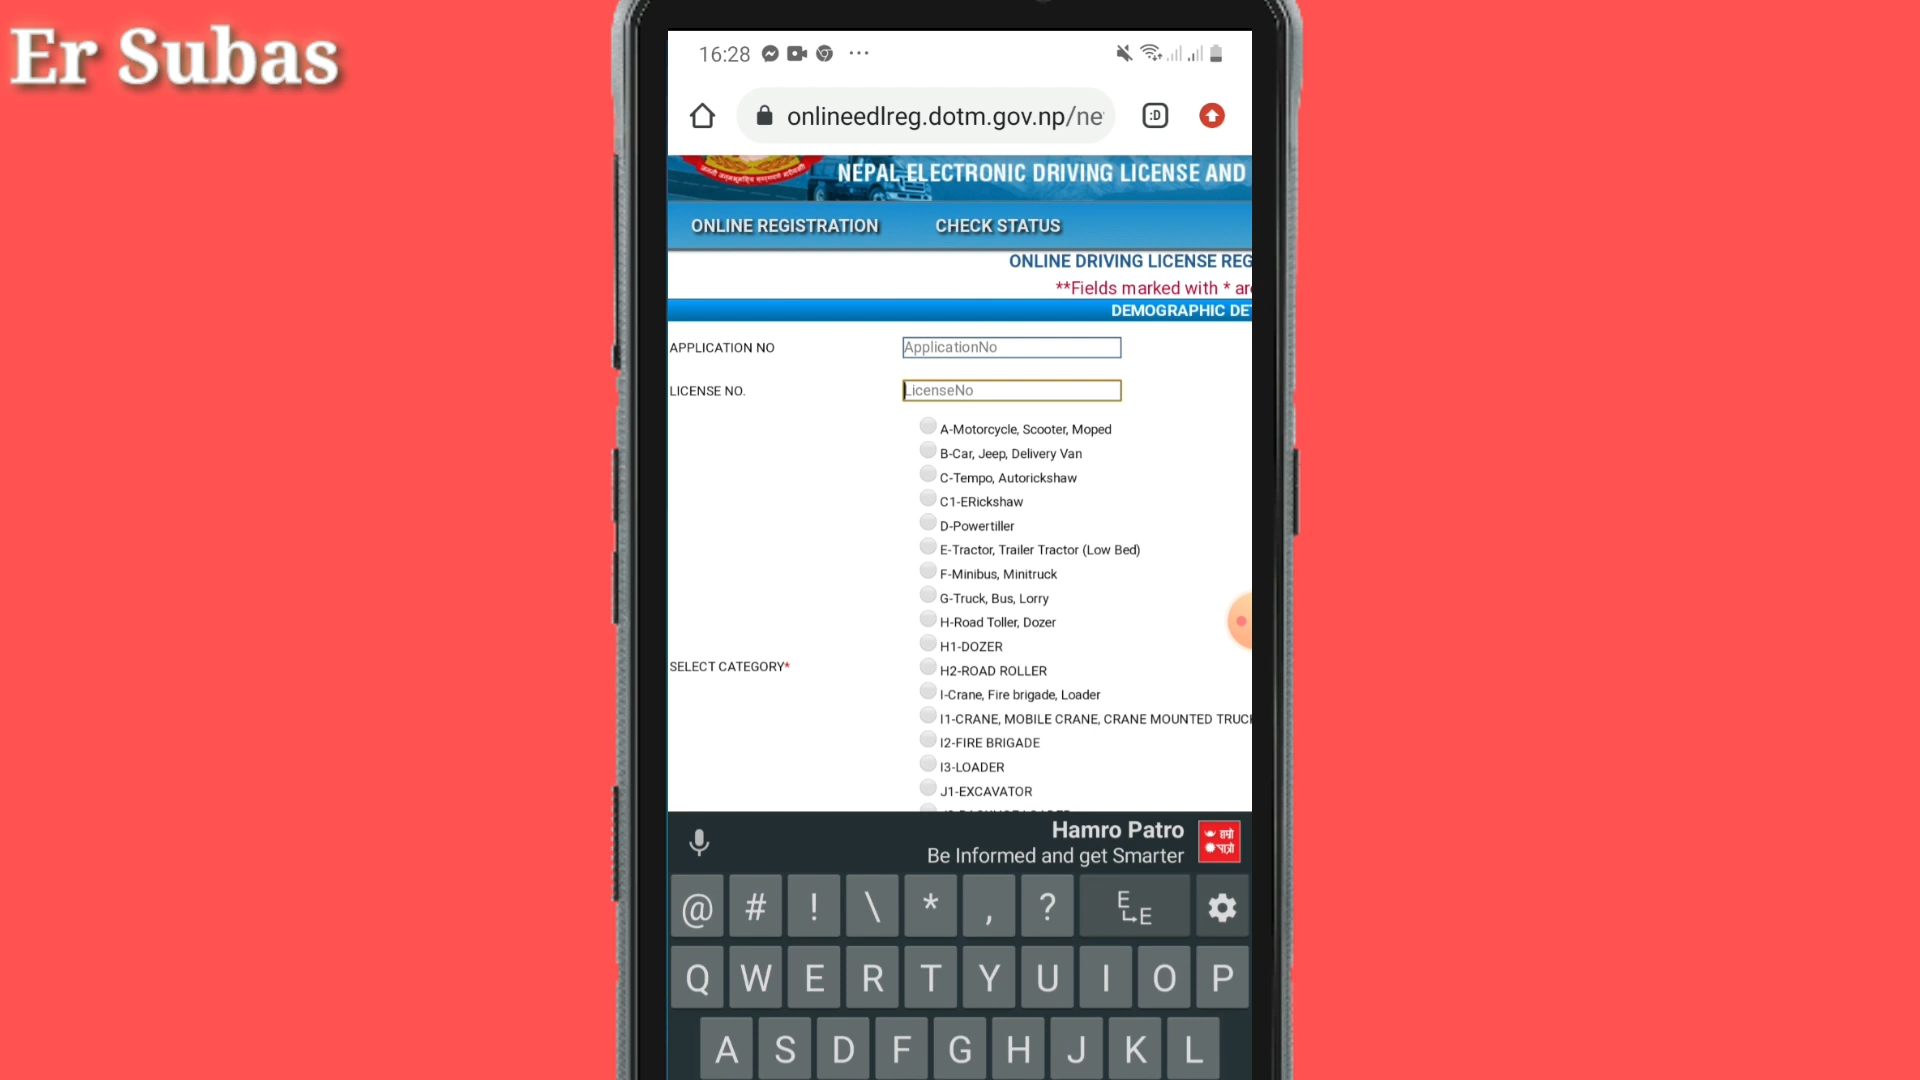 Er Subas
16:28
onlineedlreg.dotm.gov.np/ne
:D
NEPAL ELECTRONIC DRIVING LICENSE AND
ONLINE REGISTRATION CHECK STATUS
ONLINE DRIVING LICENSE REG
**Fields marked with * ar
DEMOGRAPHIC DE
APPLICATION NO ApplicationNo
LICENSE NO. LicenseNo
A-Motorcycle, Scooter, Moped
B-Car, Jeep, Delivery Van
C-Tempo, Autorickshaw
C1-ERickshaw
D-Powertiller
E-Tractor, Trailer Tractor (Low Bed)
F-Minibus, Minitruck
G-Truck, Bus, Lorry
H-Road Toller, Dozer
H1-DOZER
SELECT CATEGORY*
H2-ROAD ROLLER
I-Crane, Fire brigade, Loader
I1-CRANE, MOBILE CRANE, CRANE MOUNTED TRUCK
I2-FIRE BRIGADE
I3-LOADER
J1-EXCAVATOR
Hamro Patro
हाम्रो
पात्रो
Be Informed and get Smarter
@ # ! \ * , ? E E
Q W E R T Y U I O P
A S D F G H J K L